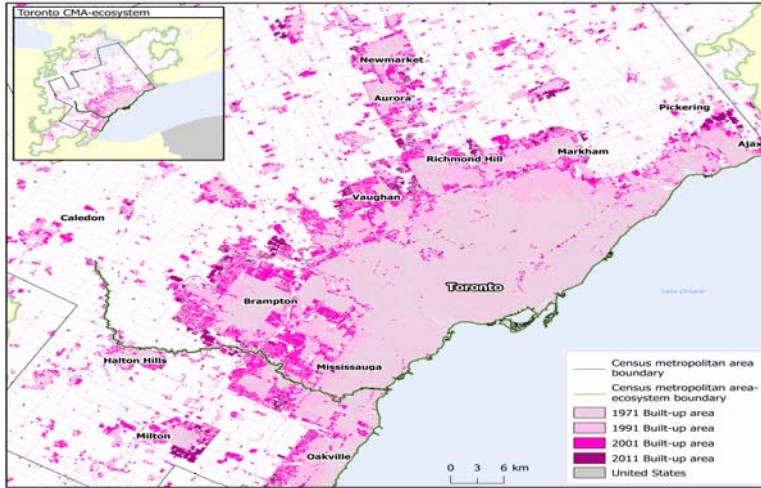 Toronto CMA-ecosystem
Newmarket
Aurora
Pickering
Ajax
Richmond Hill
Markham
Vaughan
Caledon
Brampton
Toronto
Lake Ontario
Halton Hills
Mississauga
Milton
Oakville
Census metropolitan area
boundary
Census metropolitan area-
ecosystem boundary
1971 Built-up area
1991 Built-up area
2001 Built-up area
2011 Built-up area
United States
0 3 6 km